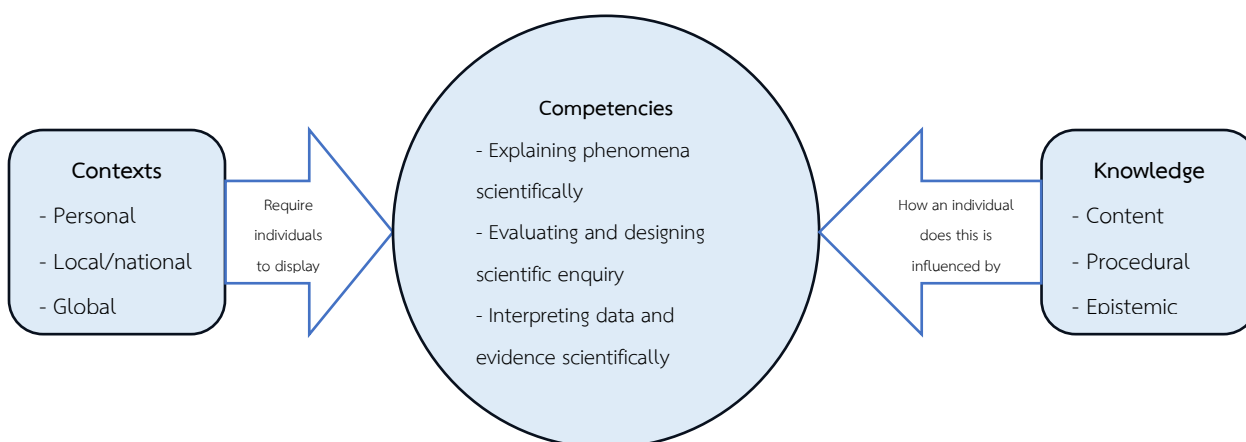 Contexts
- Personal
- Local/national
- Global
Require
individuals
to display
Competencies
- Explaining phenomena
scientifically
- Evaluating and designing
scientific enquiry
- Interpreting data and
evidence scientifically
How an individual
does this is
influenced by
Knowledge
- Content
- Procedural
- Epistemic